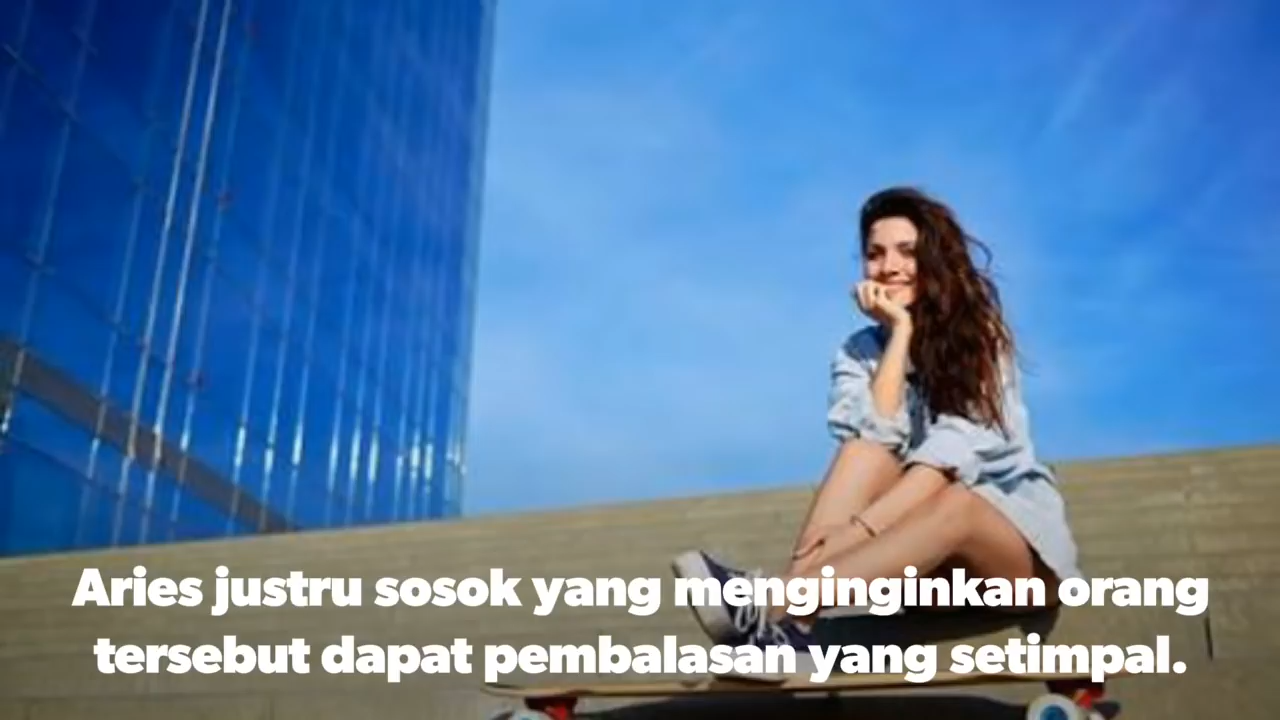 Aries justru sosok yang menginginkan orang
tersebut dapat pembalasan yang setimpal.